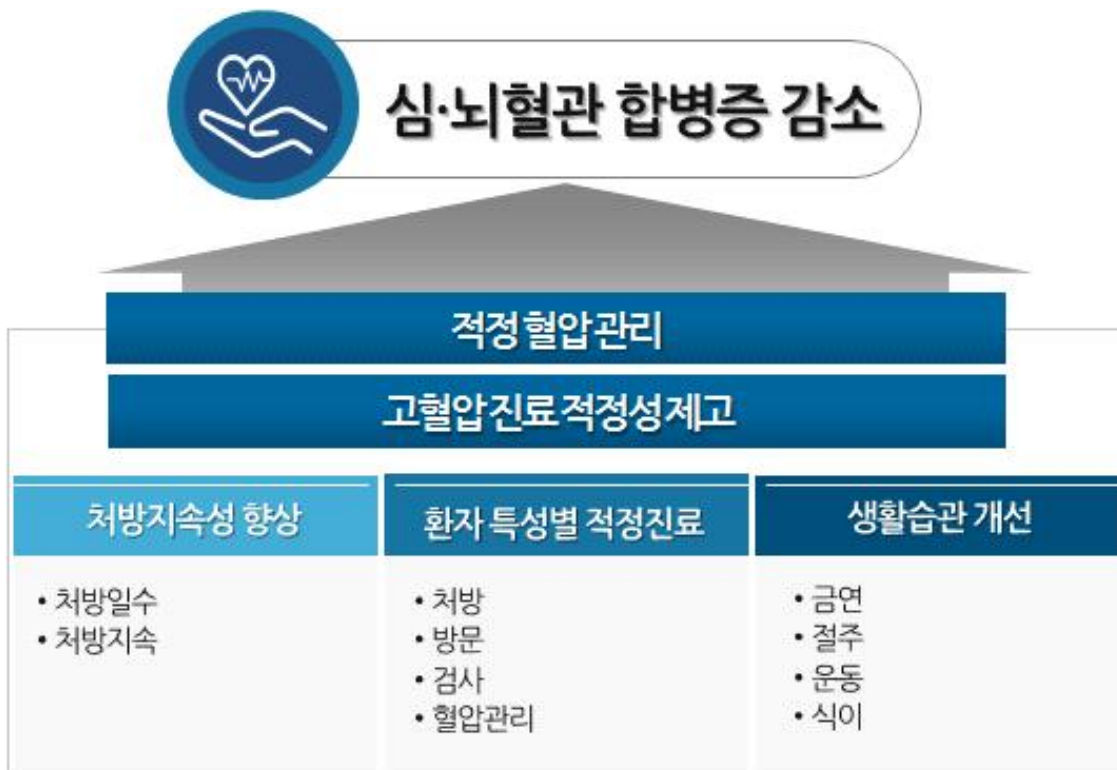 심·뇌혈관 합병증 감소
적정 혈압 관리
고혈압 진료 적정성 제고
처방지속성 향상
• 처방일수
• 처방지속
환자 특성별 적정진료
• 처방
• 방문
• 검사
• 혈압관리
생활습관 개선
• 금연
• 절주
• 운동
• 식이